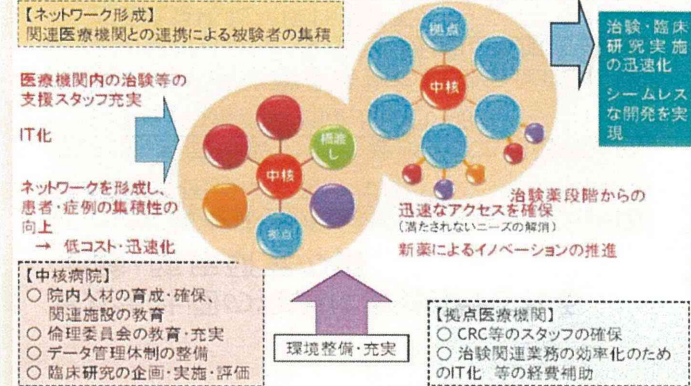 【ネットワーク形成】
関連医療機関との連携による被験者の集積
医療機関内の治験等の
支援スタッフ充実
IT化
ネットワークを形成し、
患者・症例の集積性の
向上
→ 低コスト・迅速化
中核
橋渡し
拠点
拠点
中核
治験・臨床
研究実施
の迅速化
シームレス
な開発を実
現
治験薬段階からの
迅速なアクセスを確保
(満たされないニーズの解消)
新薬によるイノベーションの推進
【中核病院】
○ 院内人材の育成・確保、
関連施設の教育
○ 倫理委員会の教育・充実
○ データ管理体制の整備
○ 臨床研究の企画・実施・評価
環境整備・充実
【拠点医療機関】
○ CRC等のスタッフの確保
○ 治験関連業務の効率化のため
のIT化 等の経費補助